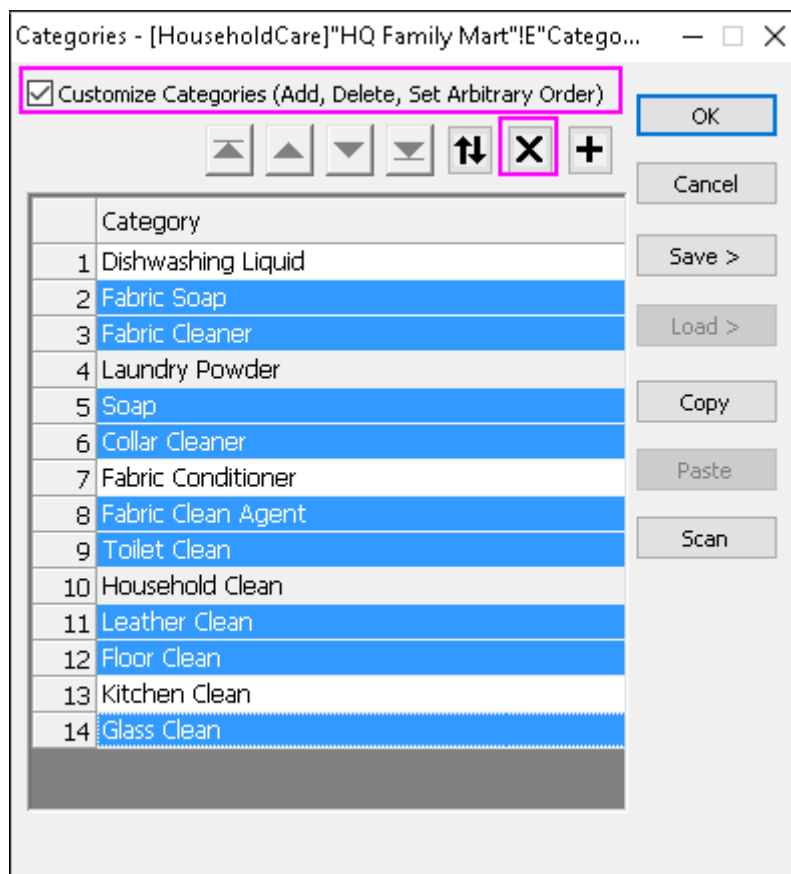 Categories - [HouseholdCare]"HQ Family Mart"!E"Catego...
Customize Categories (Add, Delete, Set Arbitrary Order)
OK
Cancel
Save >
Load >
Copy
Paste
Scan
Category
1 Dishwashing Liquid
2 Fabric Soap
3 Fabric Cleaner
4 Laundry Powder
5 Soap
6 Collar Cleaner
7 Fabric Conditioner
8 Fabric Clean Agent
9 Toilet Clean
10 Household Clean
11 Leather Clean
12 Floor Clean
13 Kitchen Clean
14 Glass Clean